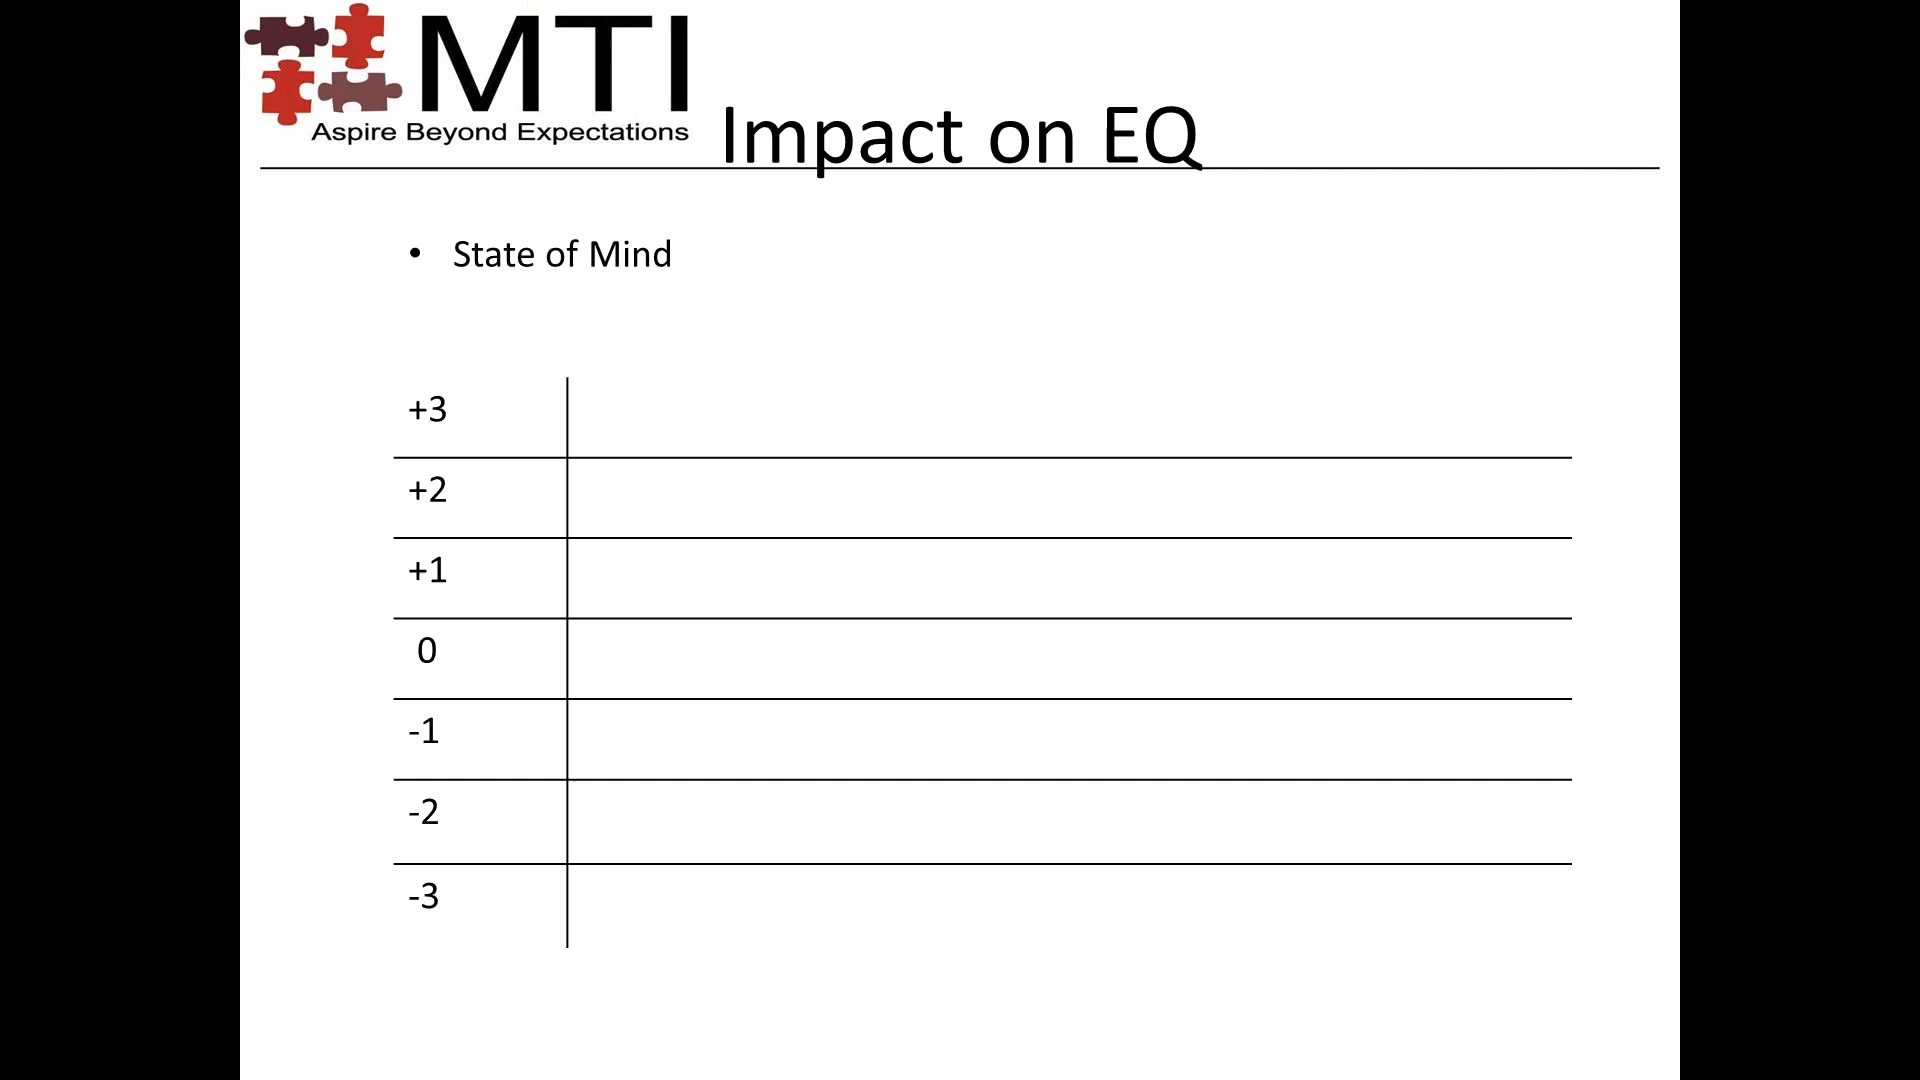 MTI
Aspire Beyond Expectations
Impact on EQ
• State of Mind
+3
+2
+1
0
-1
-2
-3